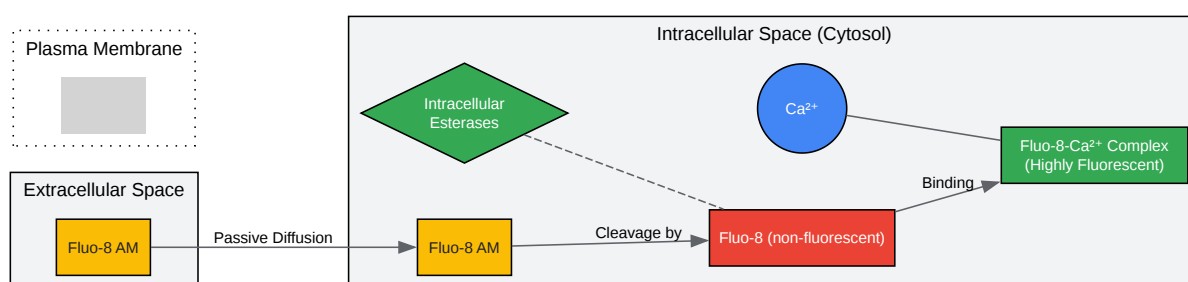 Plasma Membrane
Extracellular Space
Fluo-8 AM
Passive Diffusion
Intracellular Space (Cytosol)
Intracellular
Esterases
Fluo-8 AM
Cleavage by
Fluo-8 (non-fluorescent)
Ca²⁺
Binding
Fluo-8-Ca²⁺ Complex
(Highly Fluorescent)